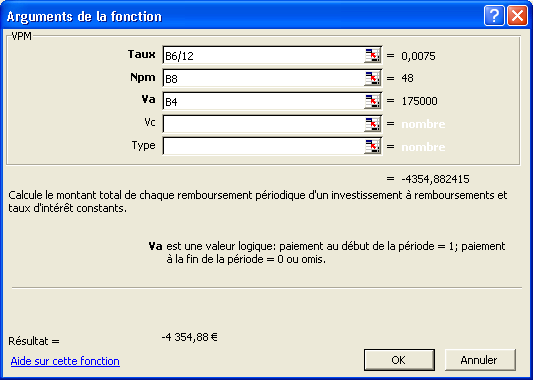 Arguments de la fonction
VPM
Taux B6/12 = 0,0075
Npm B8 = 48
Va B4 = 175000
Vc = nombre
Type = nombre
= -4354,882415
Calcule le montant total de chaque remboursement périodique d'un investissement à remboursements et
taux d'intérêt constants.
Va est une valeur logique: paiement au début de la période = 1; paiement
à la fin de la période = 0 ou omis.
Résultat = -4 354,88 €
Aide sur cette fonction OK Annuler